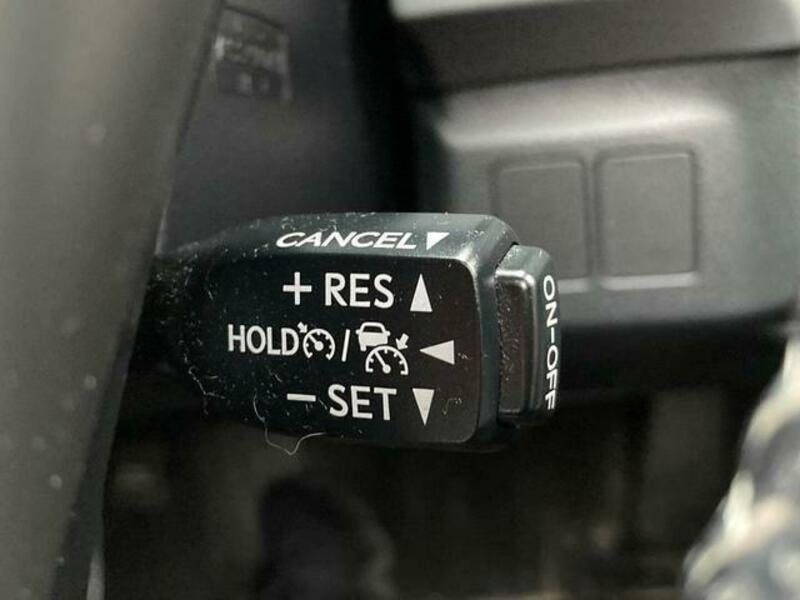 CANCEL
+ RES
HOLD /
- SET
ON-OFF